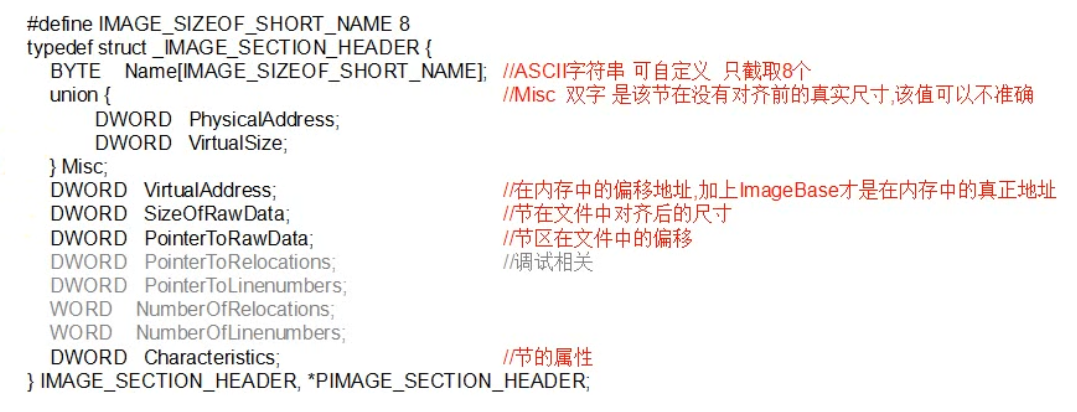 #define IMAGE_SIZEOF_SHORT_NAME 8
typedef struct _IMAGE_SECTION_HEADER {
BYTE Name[IMAGE_SIZEOF_SHORT_NAME]; //ASCII字符串 可自定义 只截取8个
union { //Misc 双字 是该节在没有对齐前的真实尺寸,该值可以不准确
DWORD PhysicalAddress;
DWORD VirtualSize;
} Misc;
DWORD VirtualAddress; //在内存中的偏移地址,加上ImageBase才是在内存中的真正地址
DWORD SizeOfRawData; //节在文件中对齐后的尺寸
DWORD PointerToRawData; //节区在文件中的偏移
DWORD PointerToRelocations; //调试相关
DWORD PointerToLinenumbers;
WORD NumberOfRelocations;
WORD NumberOfLinenumbers;
DWORD Characteristics; //节的属性
} IMAGE_SECTION_HEADER, *PIMAGE_SECTION_HEADER;